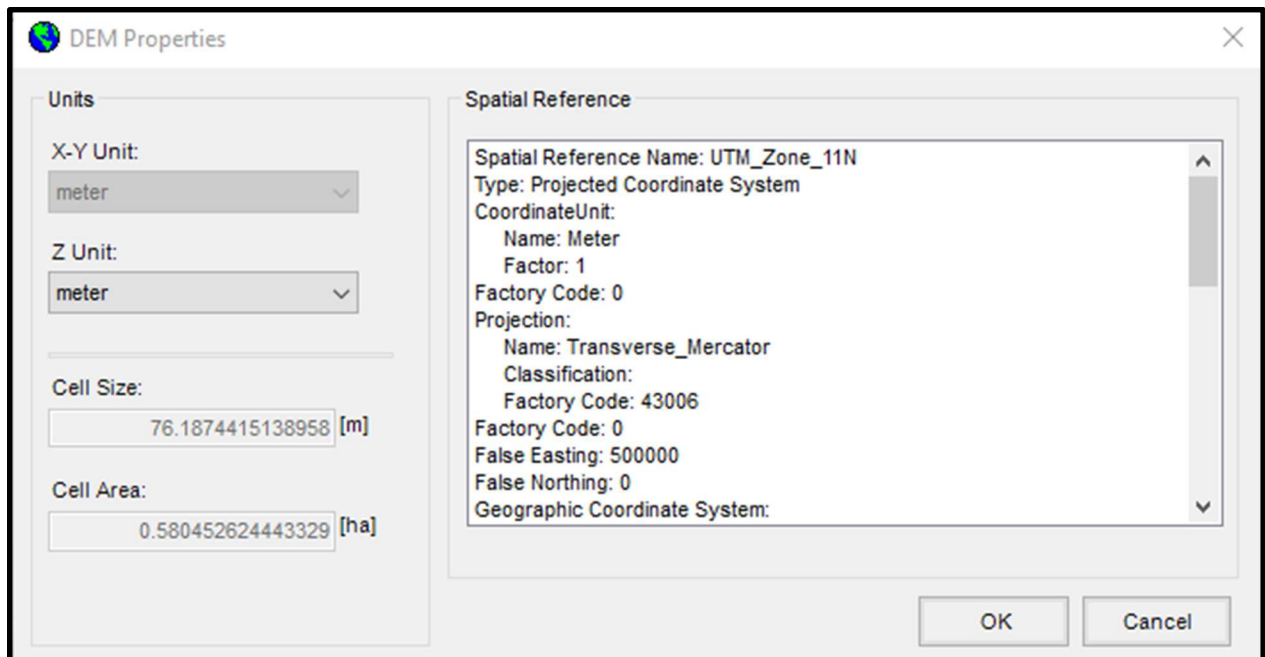 DEM Properties
Units
X-Y Unit:
meter
Z Unit:
meter
Cell Size:
76.1874415138958 [m]
Cell Area:
0.580452624443329 [ha]
Spatial Reference
Spatial Reference Name: UTM_Zone_11N
Type: Projected Coordinate System
CoordinateUnit:
Name: Meter
Factor: 1
Factory Code: 0
Projection:
Name: Transverse_Mercator
Classification:
Factory Code: 43006
Factory Code: 0
False Easting: 500000
False Northing: 0
Geographic Coordinate System:
OK
Cancel